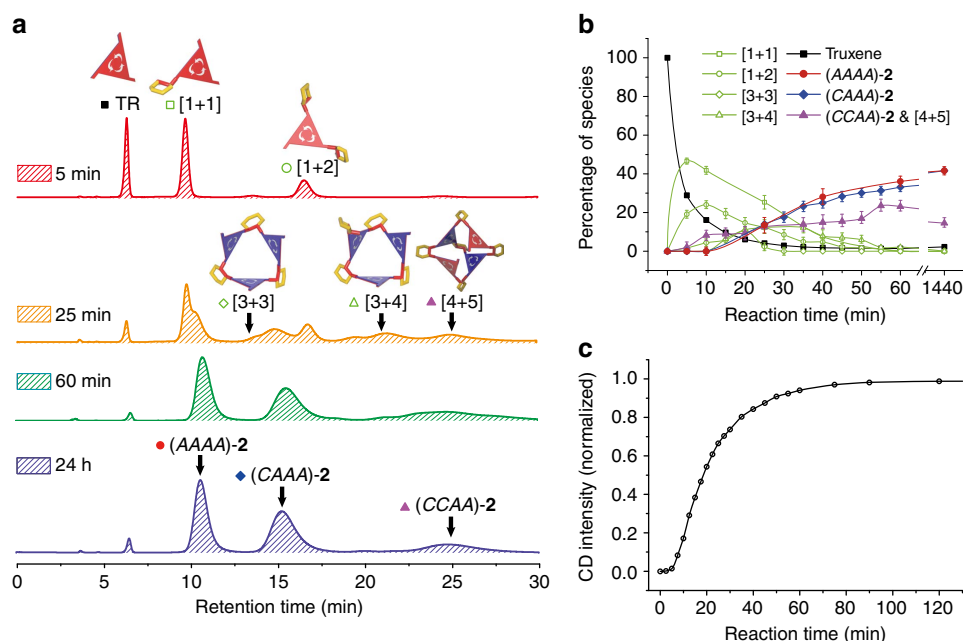 a
■ TR
□ [1+1]
○ [1+2]
5 min
◇ [3+3]
△ [3+4]
▲ [4+5]
25 min
60 min
24 h
● (AAAA)-2
◆ (CAAA)-2
▲ (CCAA)-2
0 5 10 15 20 25 30
Retention time (min)
b
Percentage of species
100
80
60
40
20
0
[1+1]
[1+2]
[3+3]
[3+4]
Truxene
(AAAA)-2
(CAAA)-2
(CCAA)-2 & [4+5]
0 10 20 30 40 50 60 1440
Reaction time (min)
c
CD intensity (normalized)
1.0
0.8
0.6
0.4
0.2
0.0
0 20 40 60 80 100 120
Reaction time (min)